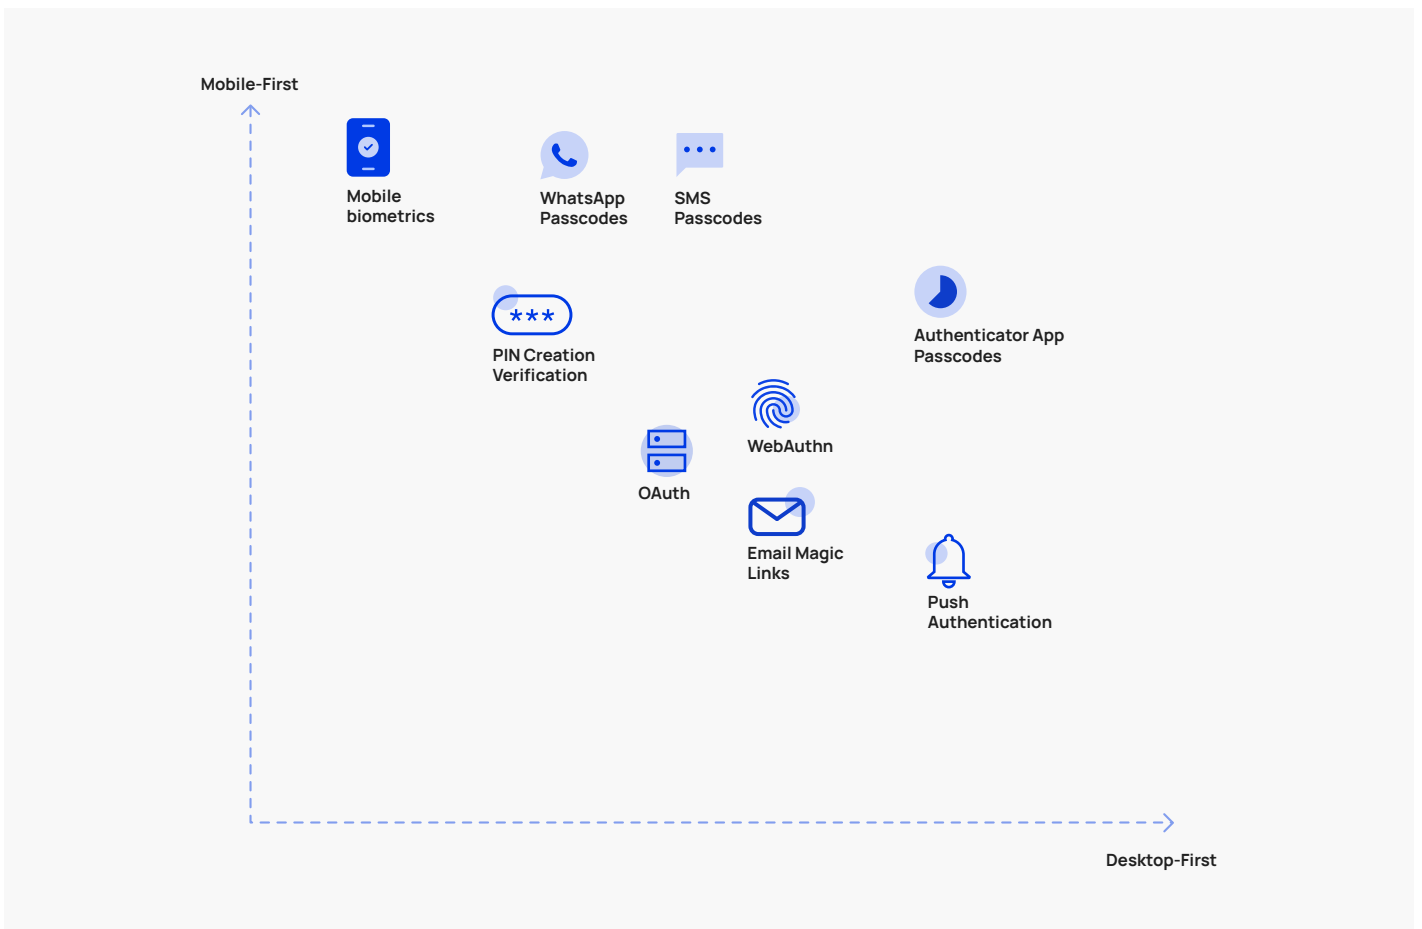 Mobile-First
Mobile
biometrics
WhatsApp
Passcodes
SMS
Passcodes
Authenticator App
Passcodes
***
PIN Creation
Verification
WebAuthn
OAuth
Email Magic
Links
Push
Authentication
Desktop-First